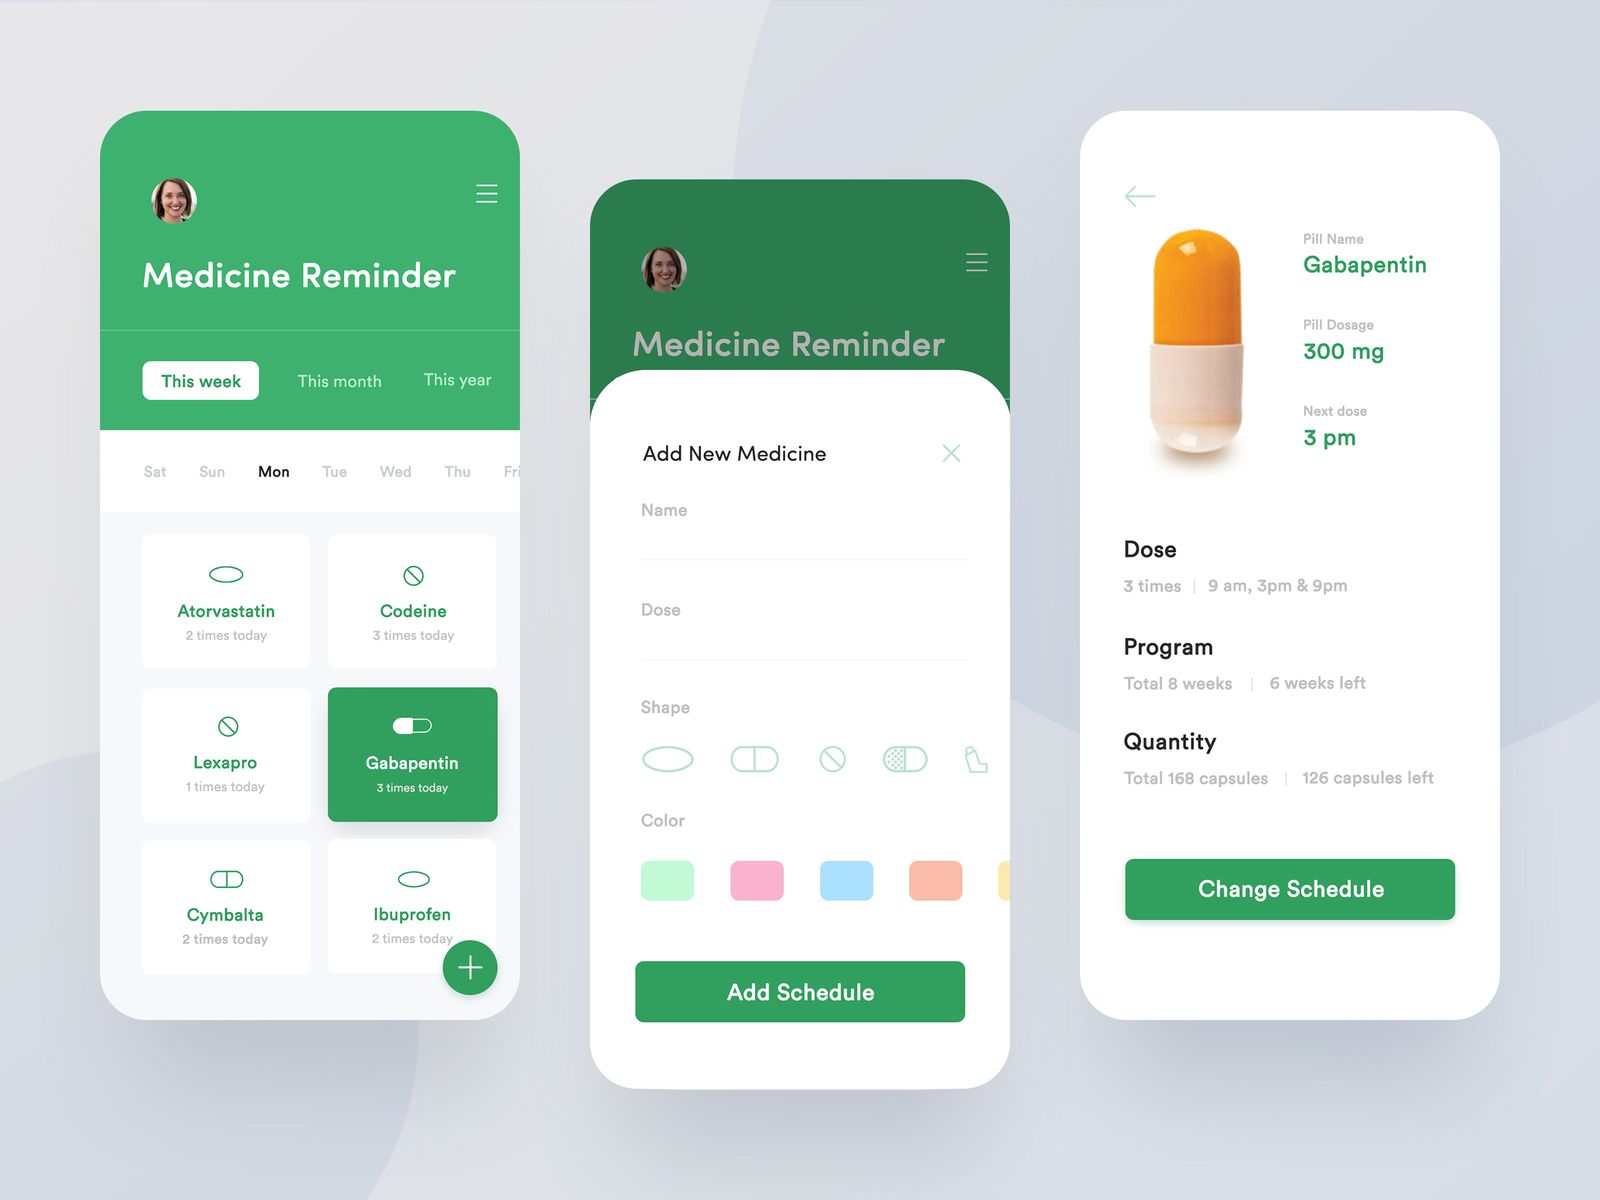 Medicine Reminder
This week This month This year
Sat Sun Mon Tue Wed Thu Fri
Atorvastatin
2 times today
Codeine
3 times today
Lexapro
1 times today
Gabapentin
3 times today
Cymbalta
2 times today
Ibuprofen
2 times today
Medicine Reminder
Add New Medicine
Name
Dose
Shape
Color
Add Schedule
Pill Name
Gabapentin
Pill Dosage
300 mg
Next dose
3 pm
Dose
3 times | 9 am, 3pm & 9pm
Program
Total 8 weeks | 6 weeks left
Quantity
Total 168 capsules | 126 capsules left
Change Schedule